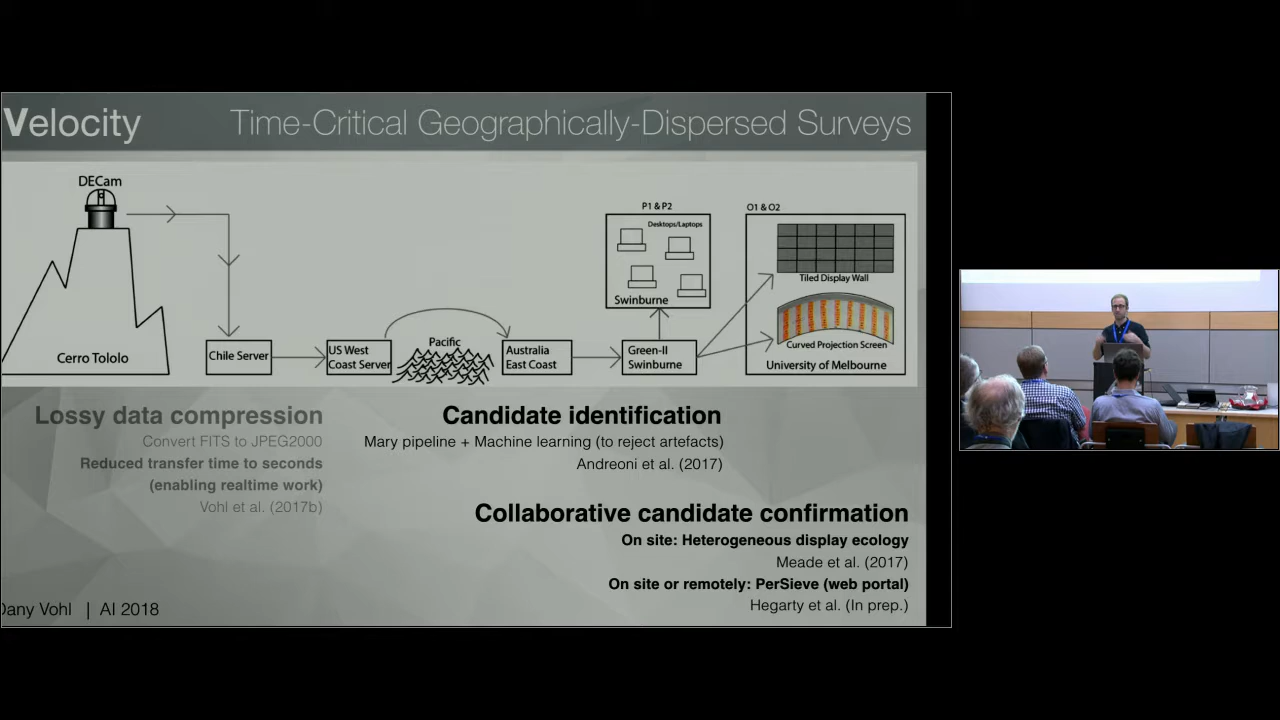 Velocity
Time-Critical Geographically-Dispersed Surveys
DECam
Cerro Tololo
Chile Server
US West
Coast Server
Pacific
Australia
East Coast
Green-II
Swinburne
P1 & P2
Desktops/Laptops
Swinburne
O1 & O2
Tiled Display Wall
Curved Projection Screen
University of Melbourne
Lossy data compression
Convert FITS to JPEG2000
Reduced transfer time to seconds
(enabling realtime work)
Vohl et al. (2017b)
Candidate identification
Mary pipeline + Machine learning (to reject artefacts)
Andreoni et al. (2017)
Collaborative candidate confirmation
On site: Heterogeneous display ecology
Meade et al. (2017)
On site or remotely: PerSieve (web portal)
Hegarty et al. (In prep.)
Dany Vohl | AI 2018